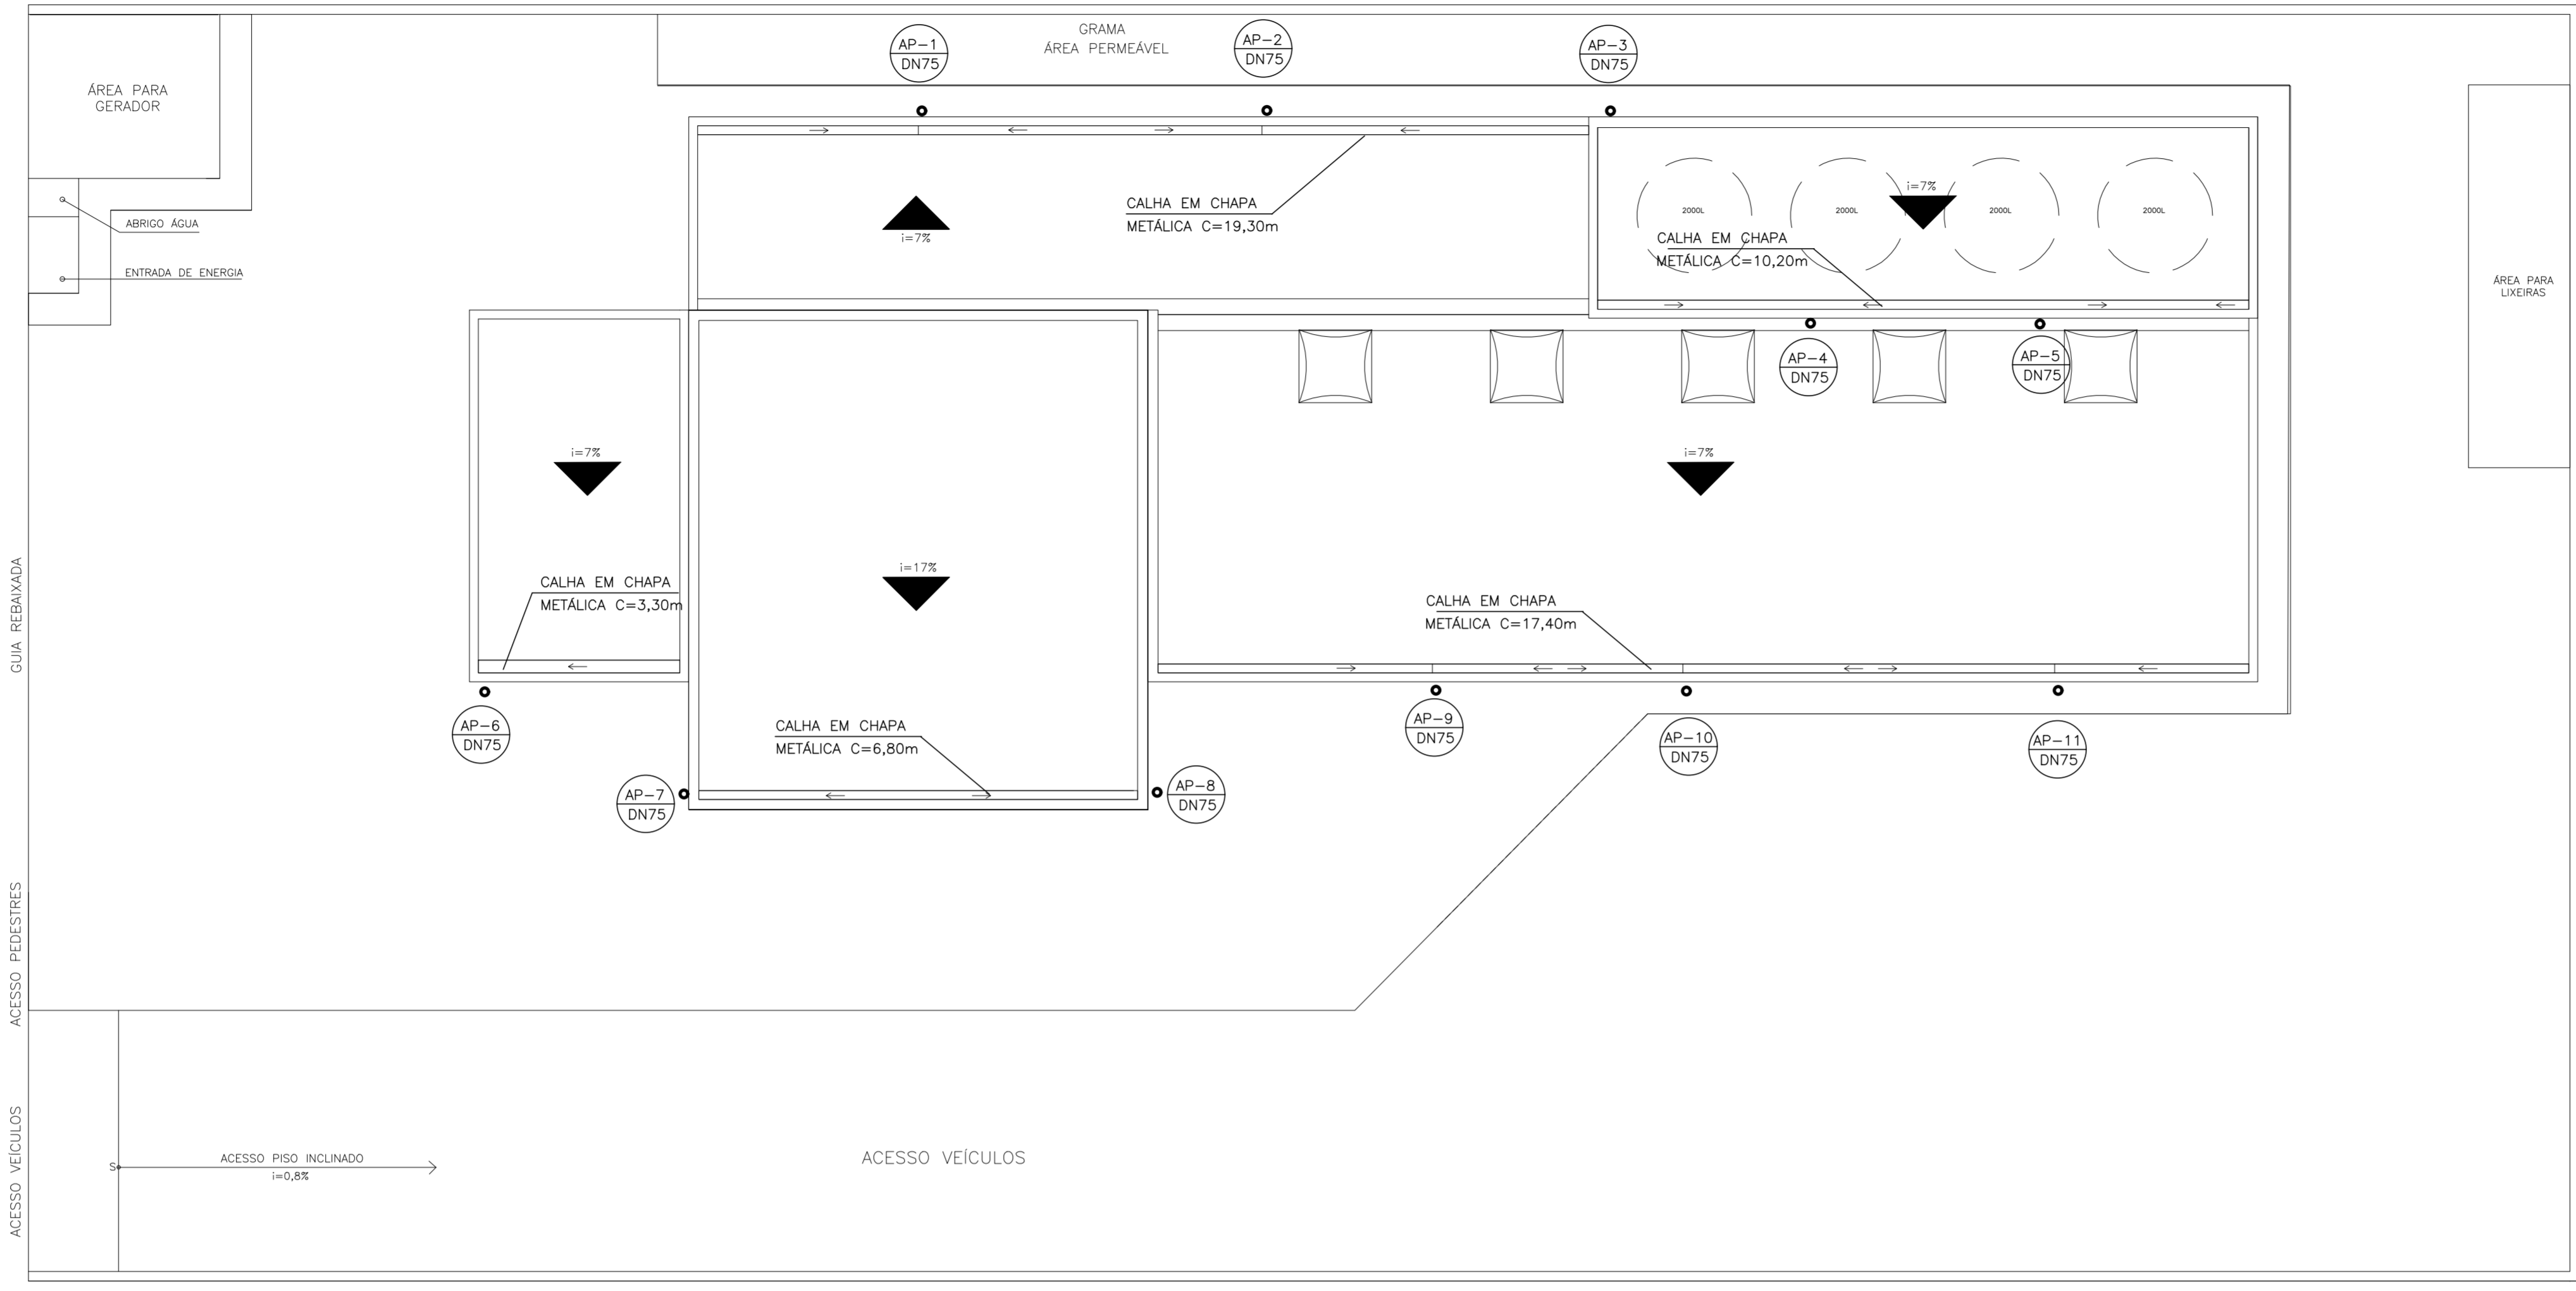 GRAMA
ÁREA PERMEÁVEL
AP-1
DN75
AP-2
DN75
AP-3
DN75
ÁREA PARA
GERADOR
ABRIGO ÁGUA
ENTRADA DE ENERGIA
i=7%
CALHA EM CHAPA
METÁLICA C=19,30m
2000L
2000L
2000L
2000L
i=7%
CALHA EM CHAPA
METÁLICA C=10,20m
ÁREA PARA
LIXEIRAS
AP-4
DN75
AP-5
DN75
i=7%
i=7%
i=17%
CALHA EM CHAPA
METÁLICA C=3,30m
CALHA EM CHAPA
METÁLICA C=17,40m
GUIA REBAIXADA
AP-6
DN75
CALHA EM CHAPA
METÁLICA C=6,80m
AP-7
DN75
AP-8
DN75
AP-9
DN75
AP-10
DN75
AP-11
DN75
ACESSO PEDESTRES
ACESSO VEÍCULOS
S
ACESSO PISO INCLINADO
i=0,8%
ACESSO VEÍCULOS